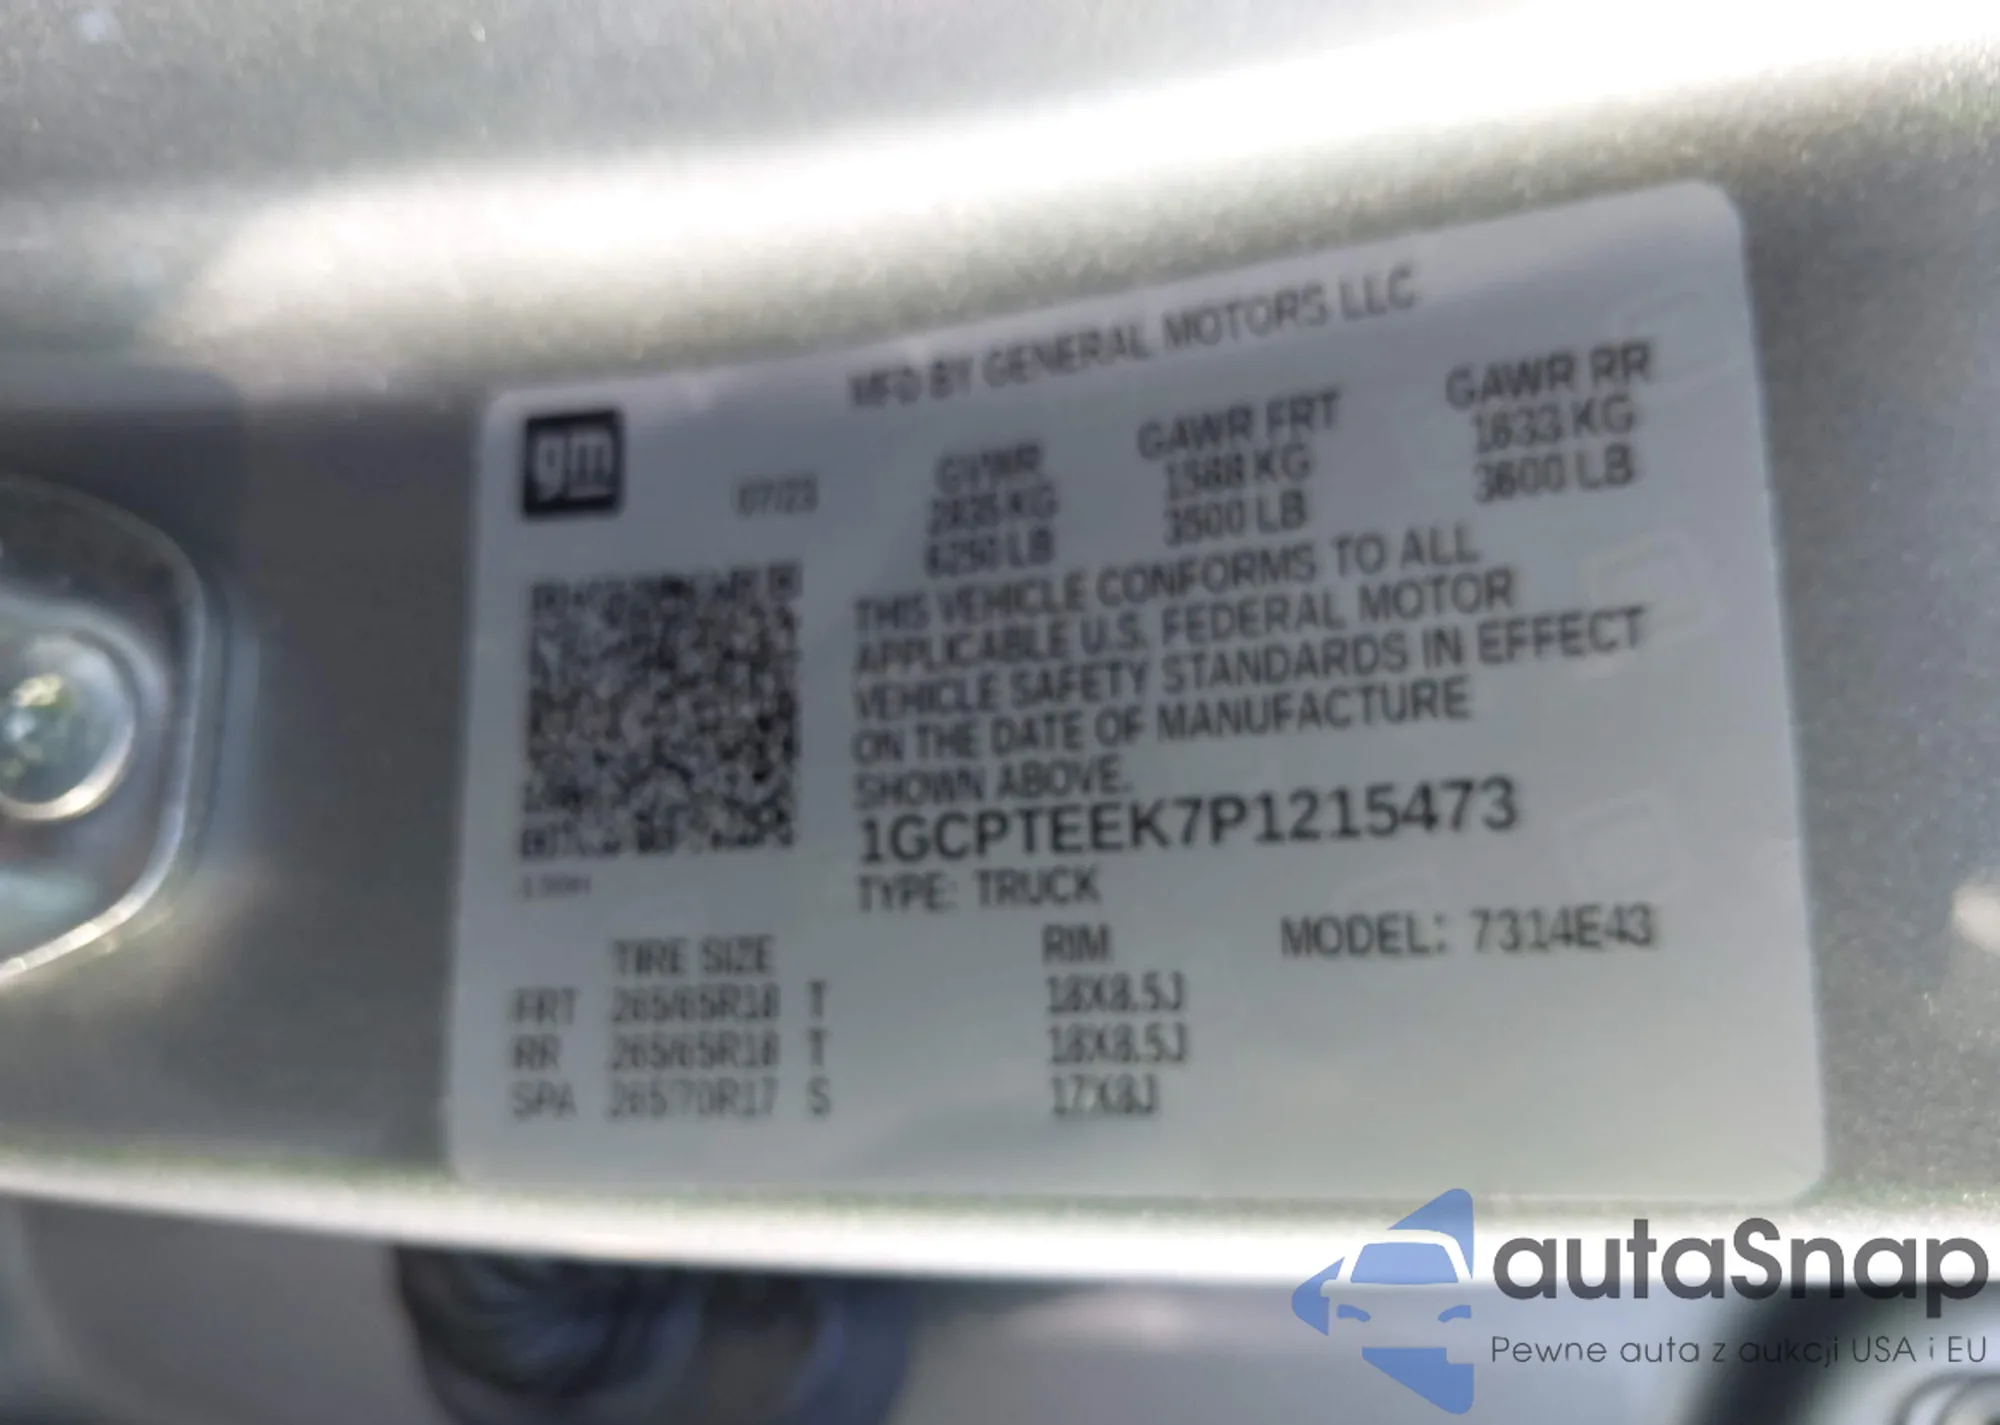 MFD BY GENERAL MOTORS LLC
gm
07/23
GVWR GAWR FRT GAWR RR
2835 KG 1588 KG 1633 KG
6250 LB 3500 LB 3600 LB
THIS VEHICLE CONFORMS TO ALL
APPLICABLE U.S. FEDERAL MOTOR
VEHICLE SAFETY STANDARDS IN EFFECT
ON THE DATE OF MANUFACTURE
SHOWN ABOVE.
1GCPTEEK7P1215473
TYPE: TRUCK
MODEL: 7314E43
TIRE SIZE RIM
FRT 265/65R18 T 18X8.5J
RR 265/65R18 T 18X8.5J
SPA 265/70R17 S 17X8J
autaSnap
Pewne auta z aukcji USA i EU